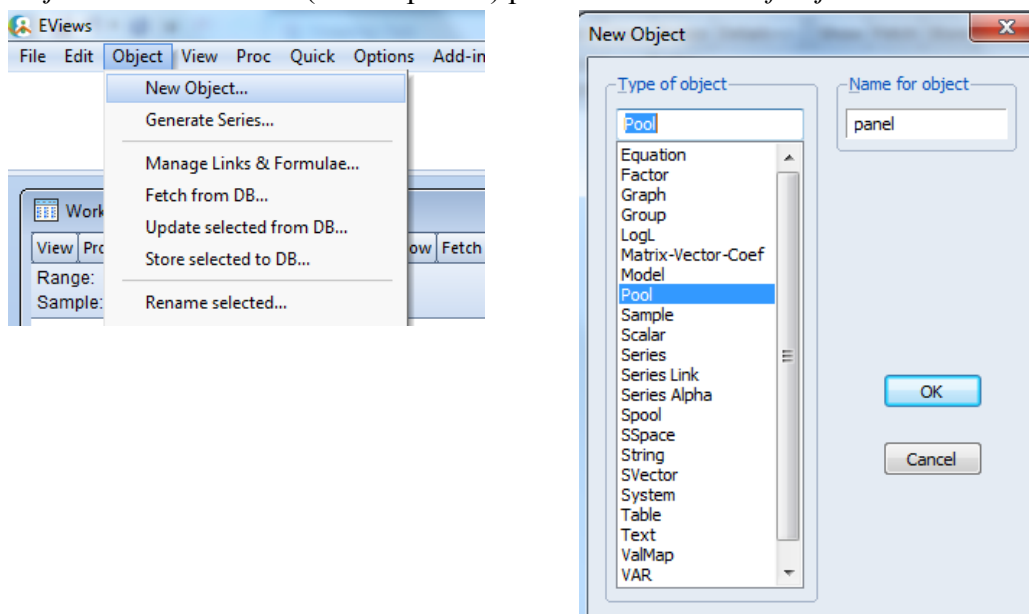 EViews
File Edit Object View Proc Quick Options Add-in
New Object...
Generate Series...
Manage Links & Formulae...
Fetch from DB...
Update selected from DB...
Store selected to DB...
Rename selected...
Work
View Pro ow Fetch
Range:
Sample:
New Object
Type of object
Pool
Equation
Factor
Graph
Group
LogL
Matrix-Vector-Coef
Model
Pool
Sample
Scalar
Series
Series Link
Series Alpha
Spool
SSpace
String
SVector
System
Table
Text
ValMap
VAR
Name for object
panel
OK
Cancel